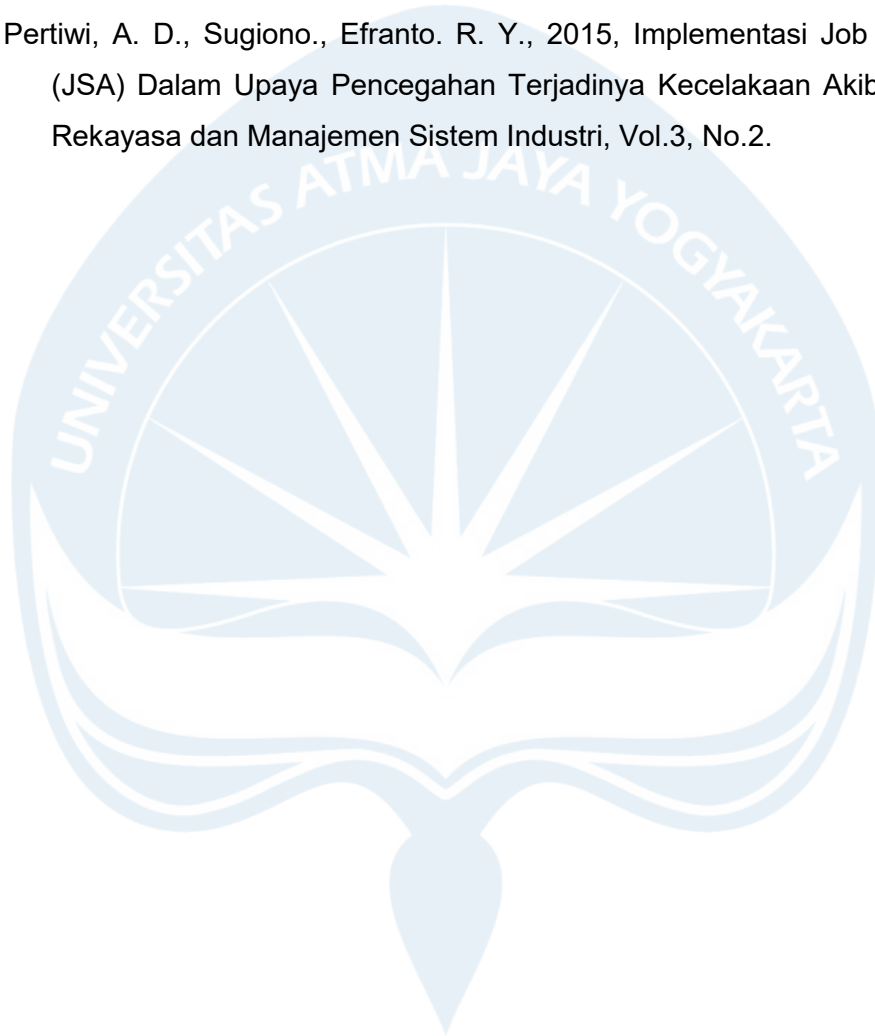 Pertiwi, A. D., Sugiono., Efranto. R. Y., 2015, Implementasi Job
(JSA) Dalam Upaya Pencegahan Terjadinya Kecelakaan
Rekayasa dan Manajemen Sistem Industri, Vol.3, No.2.
UNIVERSITAS ATMA JAYA YOGYAKARTA